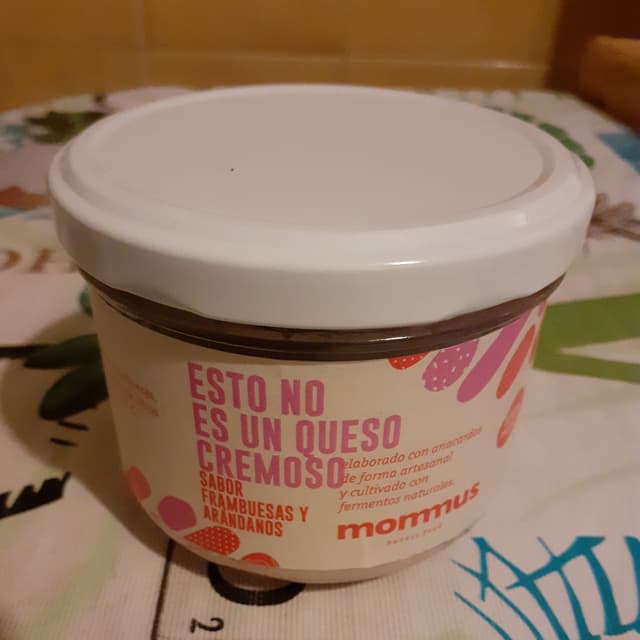 ESTO NO
ES UN QUESO
CREMOSO
SABOR
FRAMBUESAS Y
ARÁNDANOS
elaborado con anacardos
de forma artesanal
y cultivado con
fermentos naturales.
mommus
2